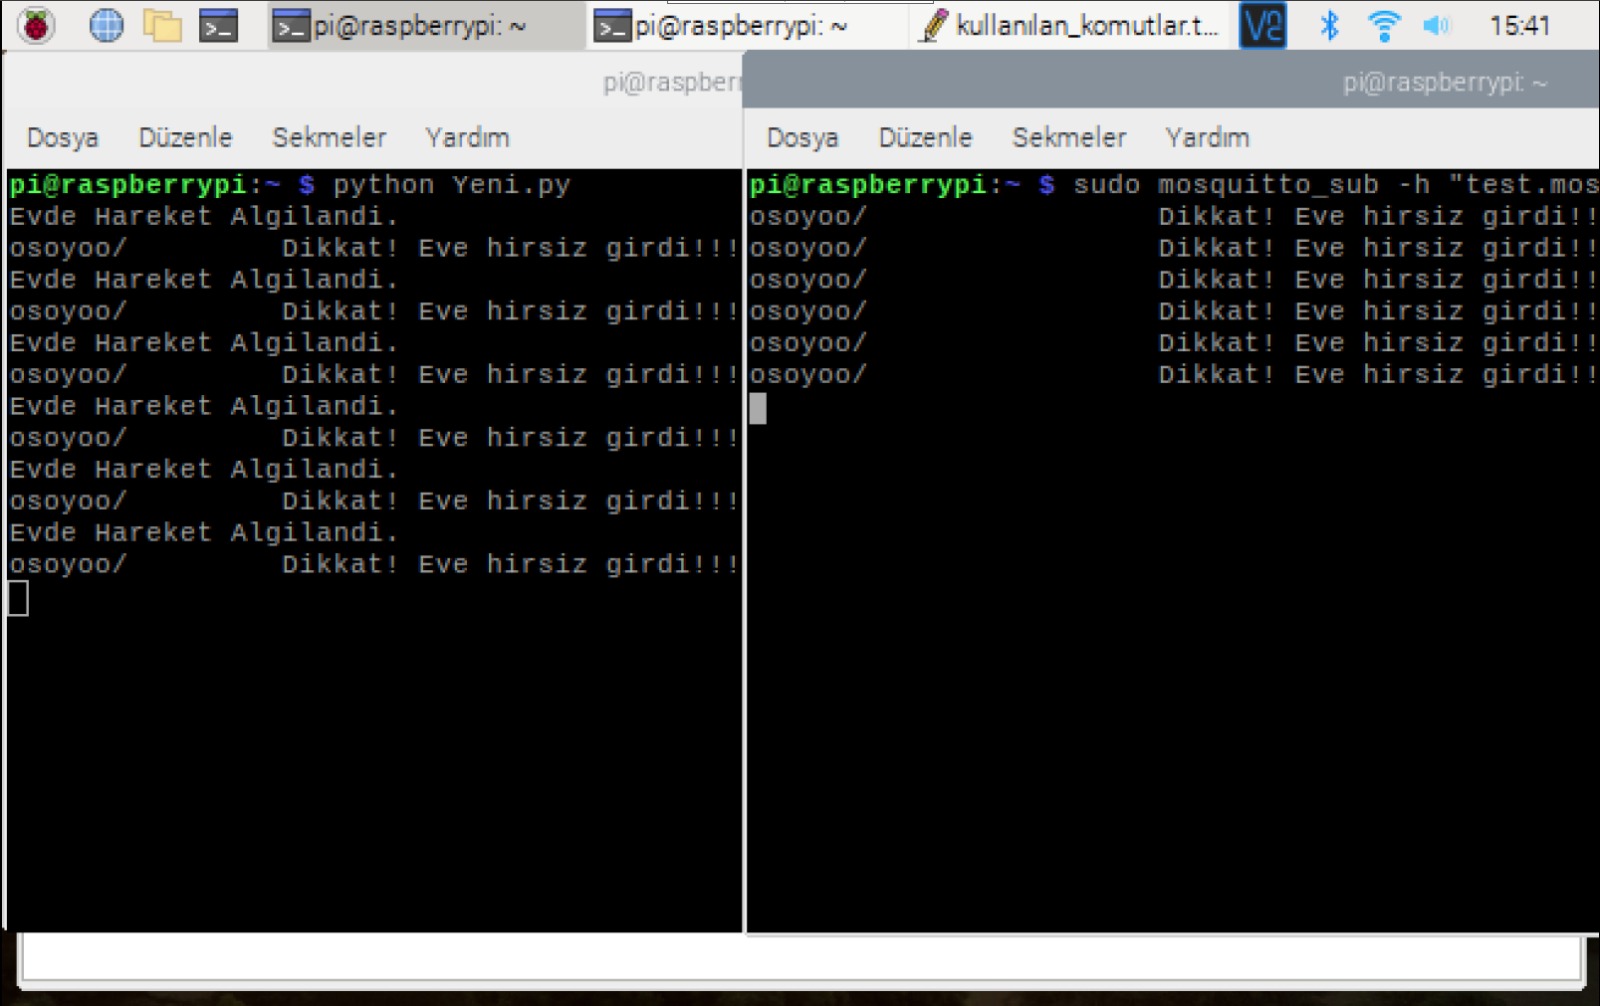 pi@raspberrypi: ~ pi@raspberrypi: ~ kullanılan_komutlar.t... 15:41
pi@raspberr
Dosya Düzenle Sekmeler Yardım
pi@raspberrypi:~ $ python Yeni.py
Evde Hareket Algilandi.
osoyoo/ Dikkat! Eve hirsiz girdi!!!
Evde Hareket Algilandi.
osoyoo/ Dikkat! Eve hirsiz girdi!!!
Evde Hareket Algilandi.
osoyoo/ Dikkat! Eve hirsiz girdi!!!
Evde Hareket Algilandi.
osoyoo/ Dikkat! Eve hirsiz girdi!!!
Evde Hareket Algilandi.
osoyoo/ Dikkat! Eve hirsiz girdi!!!
Evde Hareket Algilandi.
osoyoo/ Dikkat! Eve hirsiz girdi!!!
pi@raspberrypi: ~
Dosya Düzenle Sekmeler Yardım
pi@raspberrypi:~ $ sudo mosquitto_sub -h "test.mos
osoyoo/ Dikkat! Eve hirsiz girdi!!
osoyoo/ Dikkat! Eve hirsiz girdi!!
osoyoo/ Dikkat! Eve hirsiz girdi!!
osoyoo/ Dikkat! Eve hirsiz girdi!!
osoyoo/ Dikkat! Eve hirsiz girdi!!
osoyoo/ Dikkat! Eve hirsiz girdi!!